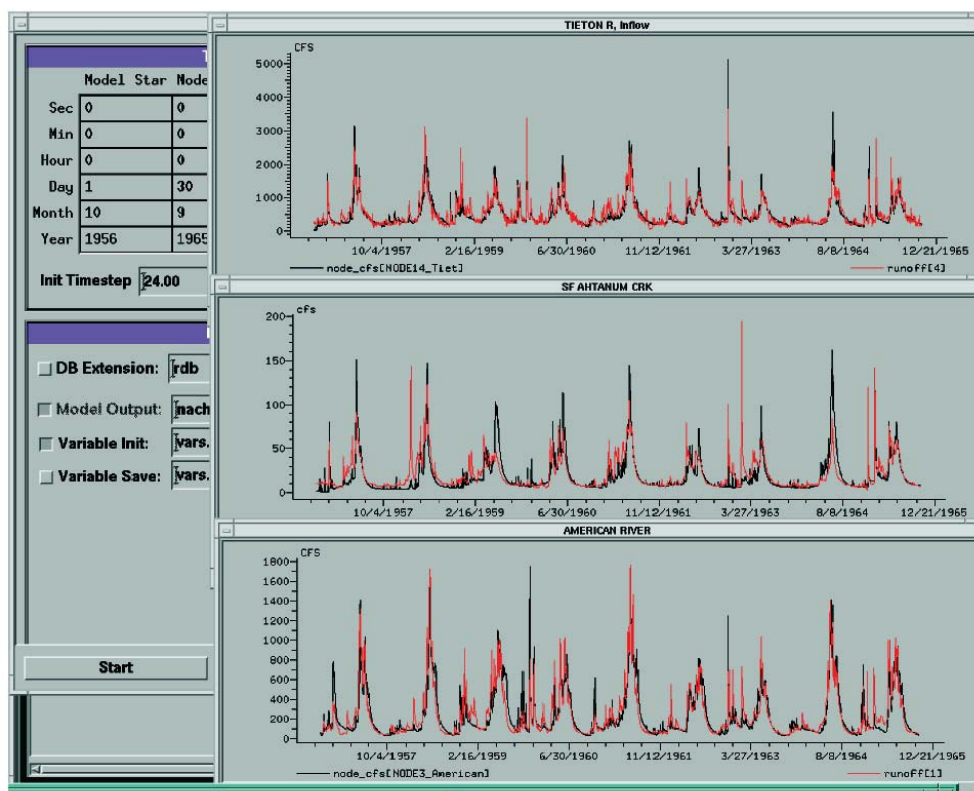 TIETON R, Inflow
CFS
5000
4000
3000
2000
1000
0
10/4/1957 2/16/1959 6/30/1960 11/12/1961 3/27/1963 8/8/1964 12/21/1965
node_cfs[NODE14_Tiet] runoff[4]
Model Star Mode
Sec 0 0
Min 0 0
Hour 0 0
Day 1 30
Month 10 9
Year 1956 1965
Init Timestep 24.00
SF AHTANUM CRK
cfs
200
150
100
50
0
10/4/1957 2/16/1959 6/30/1960 11/12/1961 3/27/1963 8/8/1964 12/21/1965
DB Extension: rdb
Model Output: nach
Variable Init: vars.
Variable Save: vars.
Start
AMERICAN RIVER
CFS
1800
1600
1400
1200
1000
800
600
400
200
0
10/4/1957 2/16/1959 6/30/1960 11/12/1961 3/27/1963 8/8/1964 12/21/1965
node_cfs[NODE3_American] runoff[1]